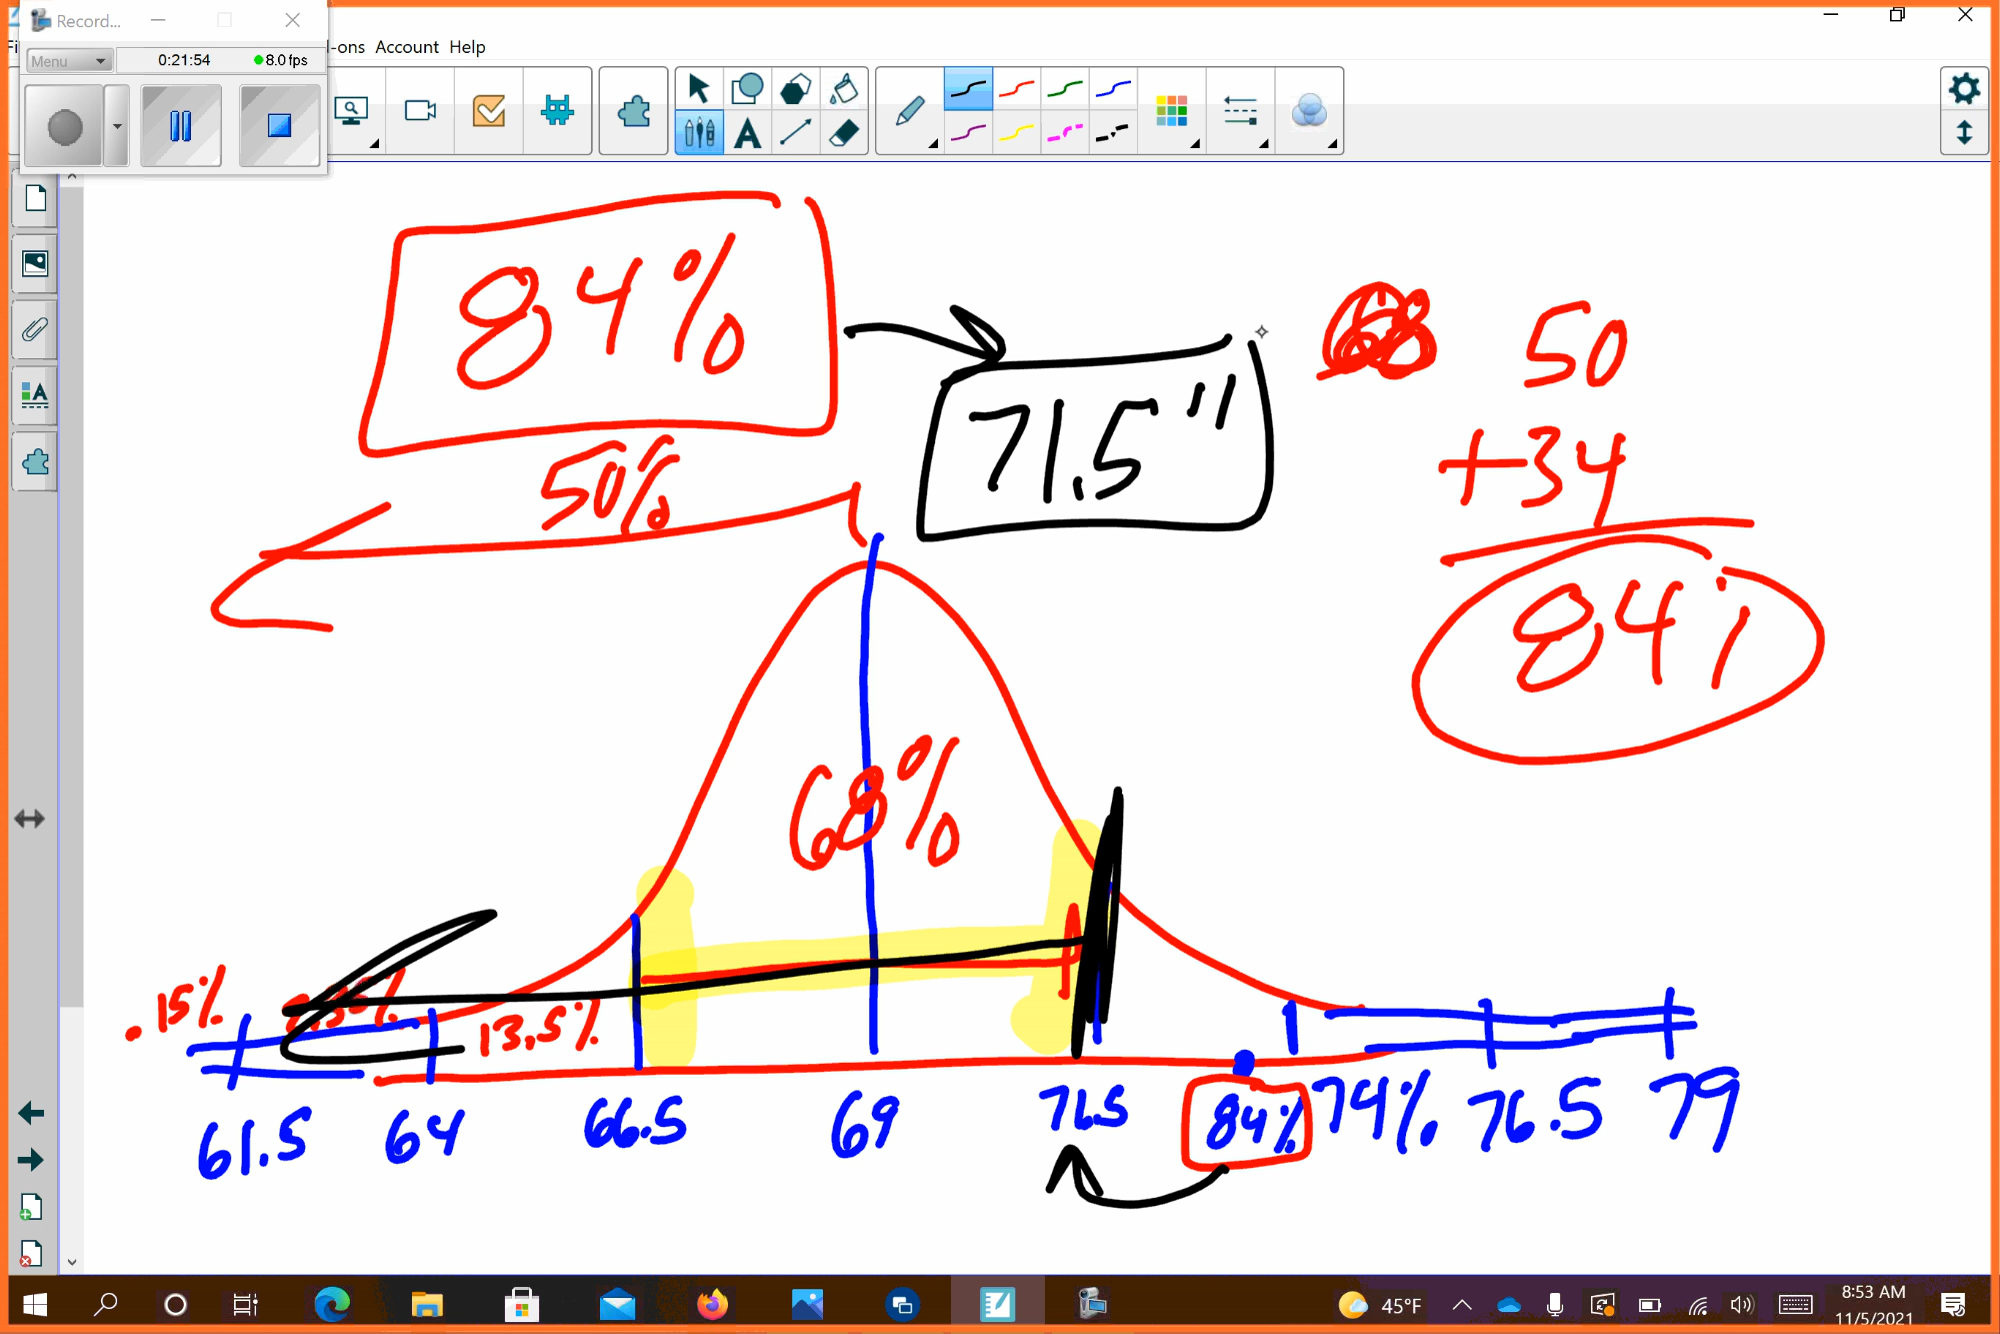 Record...
-ons Account Help
Menu 0:21:54 8.0 fps
84%
71.5"
50
+34
84%
50%
68%
.15%
13.5%
61.5 64 66.5 69 71.5 84% 74%. 76.5 79
45°F
8:53 AM
11/5/2021